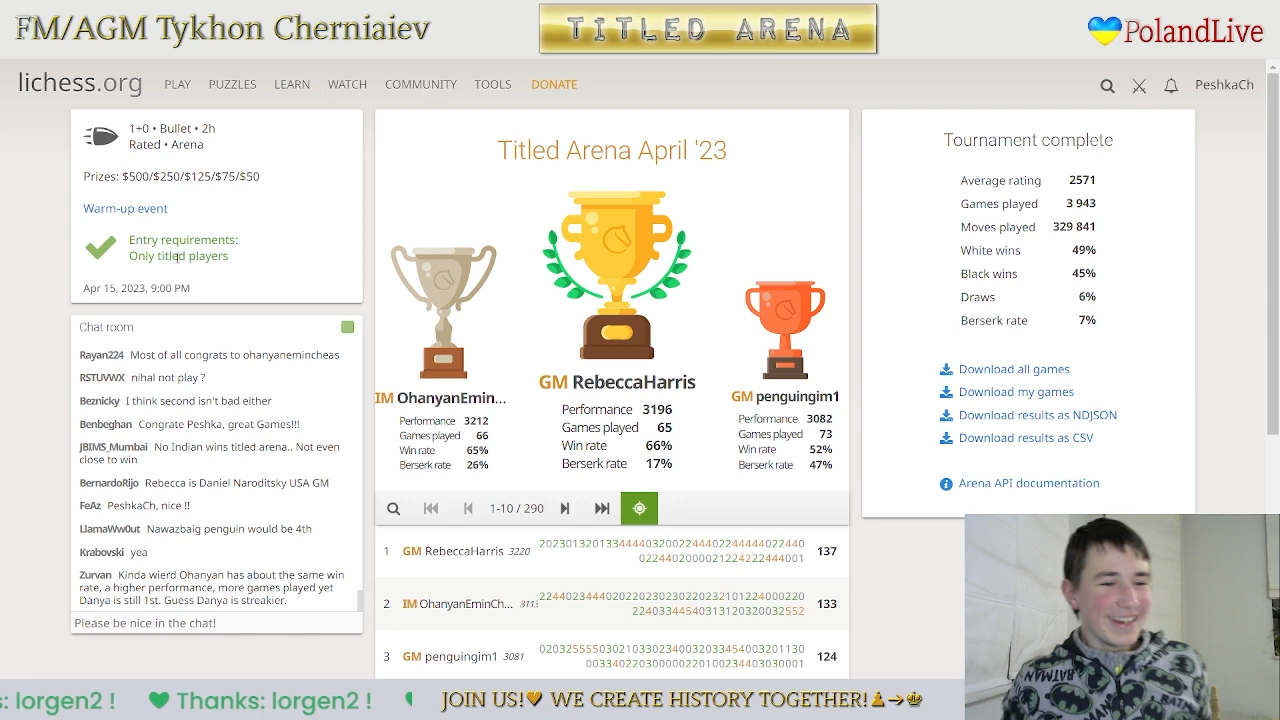 FM/AGM Tykhon Cherniaiev
TITLED ARENA
PolandLive
lichess.org
PLAY PUZZLES LEARN WATCH COMMUNITY TOOLS DONATE
PeshkaCh
1+0 • Bullet • 2h
Rated • Arena
Prizes: $500/$250/$125/$75/$50
Warm-up event
Entry requirements:
Only titled players
Apr 15, 2023, 9:00 PM
Chat room
Rayan224 Most of all congrats to ohanyanemincheas
RSTUVWX nihal not play ?
Beznicky I think second isn't bad either
Benbeghan Congrate Peshka, great Games!!!
JBIMS_Mumbai No Indian wins titled arena.. Not even
close to win
BernardoRijo Rebecca is Daniel Naroditsky USA GM
FeAz PeshkaCh, nice !!
LlamaWw0ut Nawazbaig penguin would be 4th
Krabovski yea
Zurvan Kinda wierd Ohanyan has about the same win
rate, a higher performance, more games played yet
Danya is still 1st. Guess Danya is streakier.
Please be nice in the chat!
Titled Arena April '23
IM OhanyanEmin...
Performance 3212
Games played 66
Win rate 65%
Berserk rate 26%
GM RebeccaHarris
Performance 3196
Games played 65
Win rate 66%
Berserk rate 17%
GM penguingim1
Performance 3082
Games played 73
Win rate 52%
Berserk rate 47%
1-10 / 290
1 GM RebeccaHarris 3220 2023013201334444032002244402244444022440 137
0224402000021224222444001
2 IM OhanyanEminCh... 3113 133
3 GM penguingim1 3081 124
Tournament complete
Average rating 2571
Games played 3 943
Moves played 329 841
White wins 49%
Black wins 45%
Draws 6%
Berserk rate 7%
Download all games
Download my games
Download results as NDJSON
Download results as CSV
Arena API documentation
BATMAN
s: lorgen2 ! Thanks: lorgen2 !
JOIN US! WE CREATE HISTORY TOGETHER!